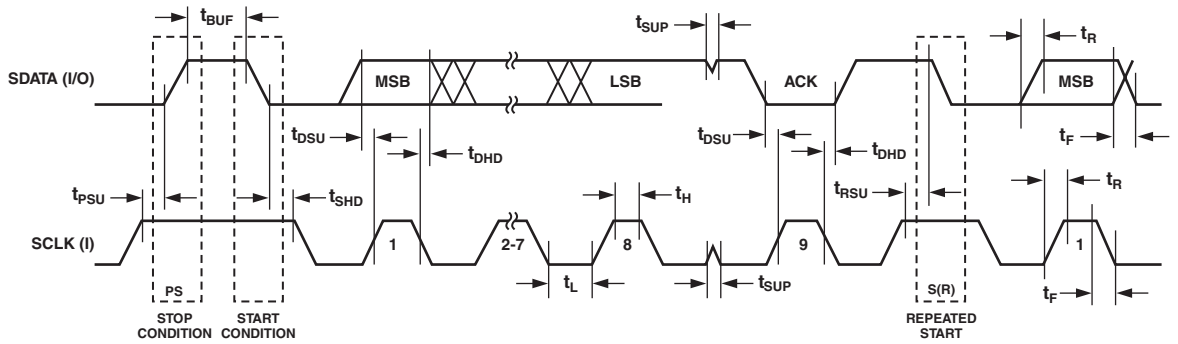 tBUF
tSUP
tR
SDATA (I/O)
MSB
LSB
ACK
MSB
tDSU
tDHD
tDSU
tDHD
tF
tPSU
tSHD
tH
tRSU
tR
SCLK (I)
1
2-7
8
9
1
tL
tSUP
tF
PS
S(R)
STOP
CONDITION
START
CONDITION
REPEATED
START